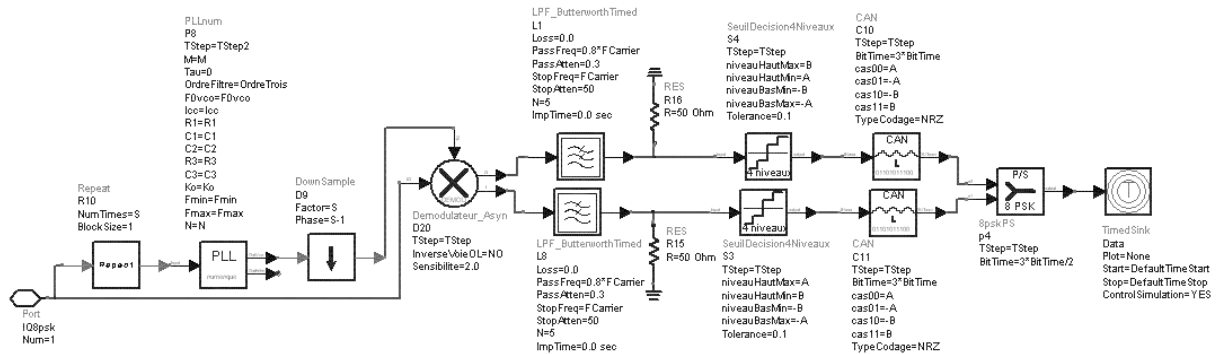 PLLnum
P8
TStep=TStep2
M=M
Tau=0
OrdreFiltre=OrdreTrois
F0vco=F0vco
Icc=Icc
R1=R1
C1=C1
C2=C2
R3=R3
C3=C3
Ko=Ko
Fmin=Fmin
Fmax=Fmax
N=N
LPF_ButterworthTimed
L1
Loss=0.0
PassFreq=0.8*FCarrier
PassAtten=0.3
StopFreq=FCarrier
StopAtten=50
N=5
ImpTime=0.0 sec
RES
R16
R=50 Ohm
SeuilDecision4Niveaux
S4
TStep=TStep
niveauHautMax=B
niveauHautMin=A
niveauBasMin=-B
niveauBasMax=-A
Tolerance=0.1
CAN
C10
TStep=TStep
BitTime=3*BitTime
cas00=A
cas01=-A
cas10=-B
cas11=B
TypeCodage=NRZ
Repeat
R10
NumTimes=S
BlockSize=1
DownSample
D9
Factor=S
Phase=S-1
4 niveaux
CAN
01101011100
Repeat1
PLL
numerique
Demodulateur_Asyn
D20
TStep=TStep
InverseVoieOL=NO
Sensibilite=2.0
P/S
8 PSK
8pskPS
p4
TStep=TStep
BitTime=3*BitTime/2
T
TimedSink
Data
Plot=None
Start=DefaultTimeStart
Stop=DefaultTimeStop
ControlSimulation=YES
4 niveaux
CAN
01101011100
Port
IQ8psk
Num=1
LPF_ButterworthTimed
L8
Loss=0.0
PassFreq=0.8*FCarrier
PassAtten=0.3
StopFreq=FCarrier
StopAtten=50
N=5
ImpTime=0.0 sec
RES
R15
R=50 Ohm
SeuilDecision4Niveaux
S3
TStep=TStep
niveauHautMax=A
niveauHautMin=B
niveauBasMin=-B
niveauBasMax=-A
Tolerance=0.1
CAN
C11
TStep=TStep
BitTime=3*BitTime
cas00=A
cas01=-A
cas10=-B
cas11=B
TypeCodage=NRZ